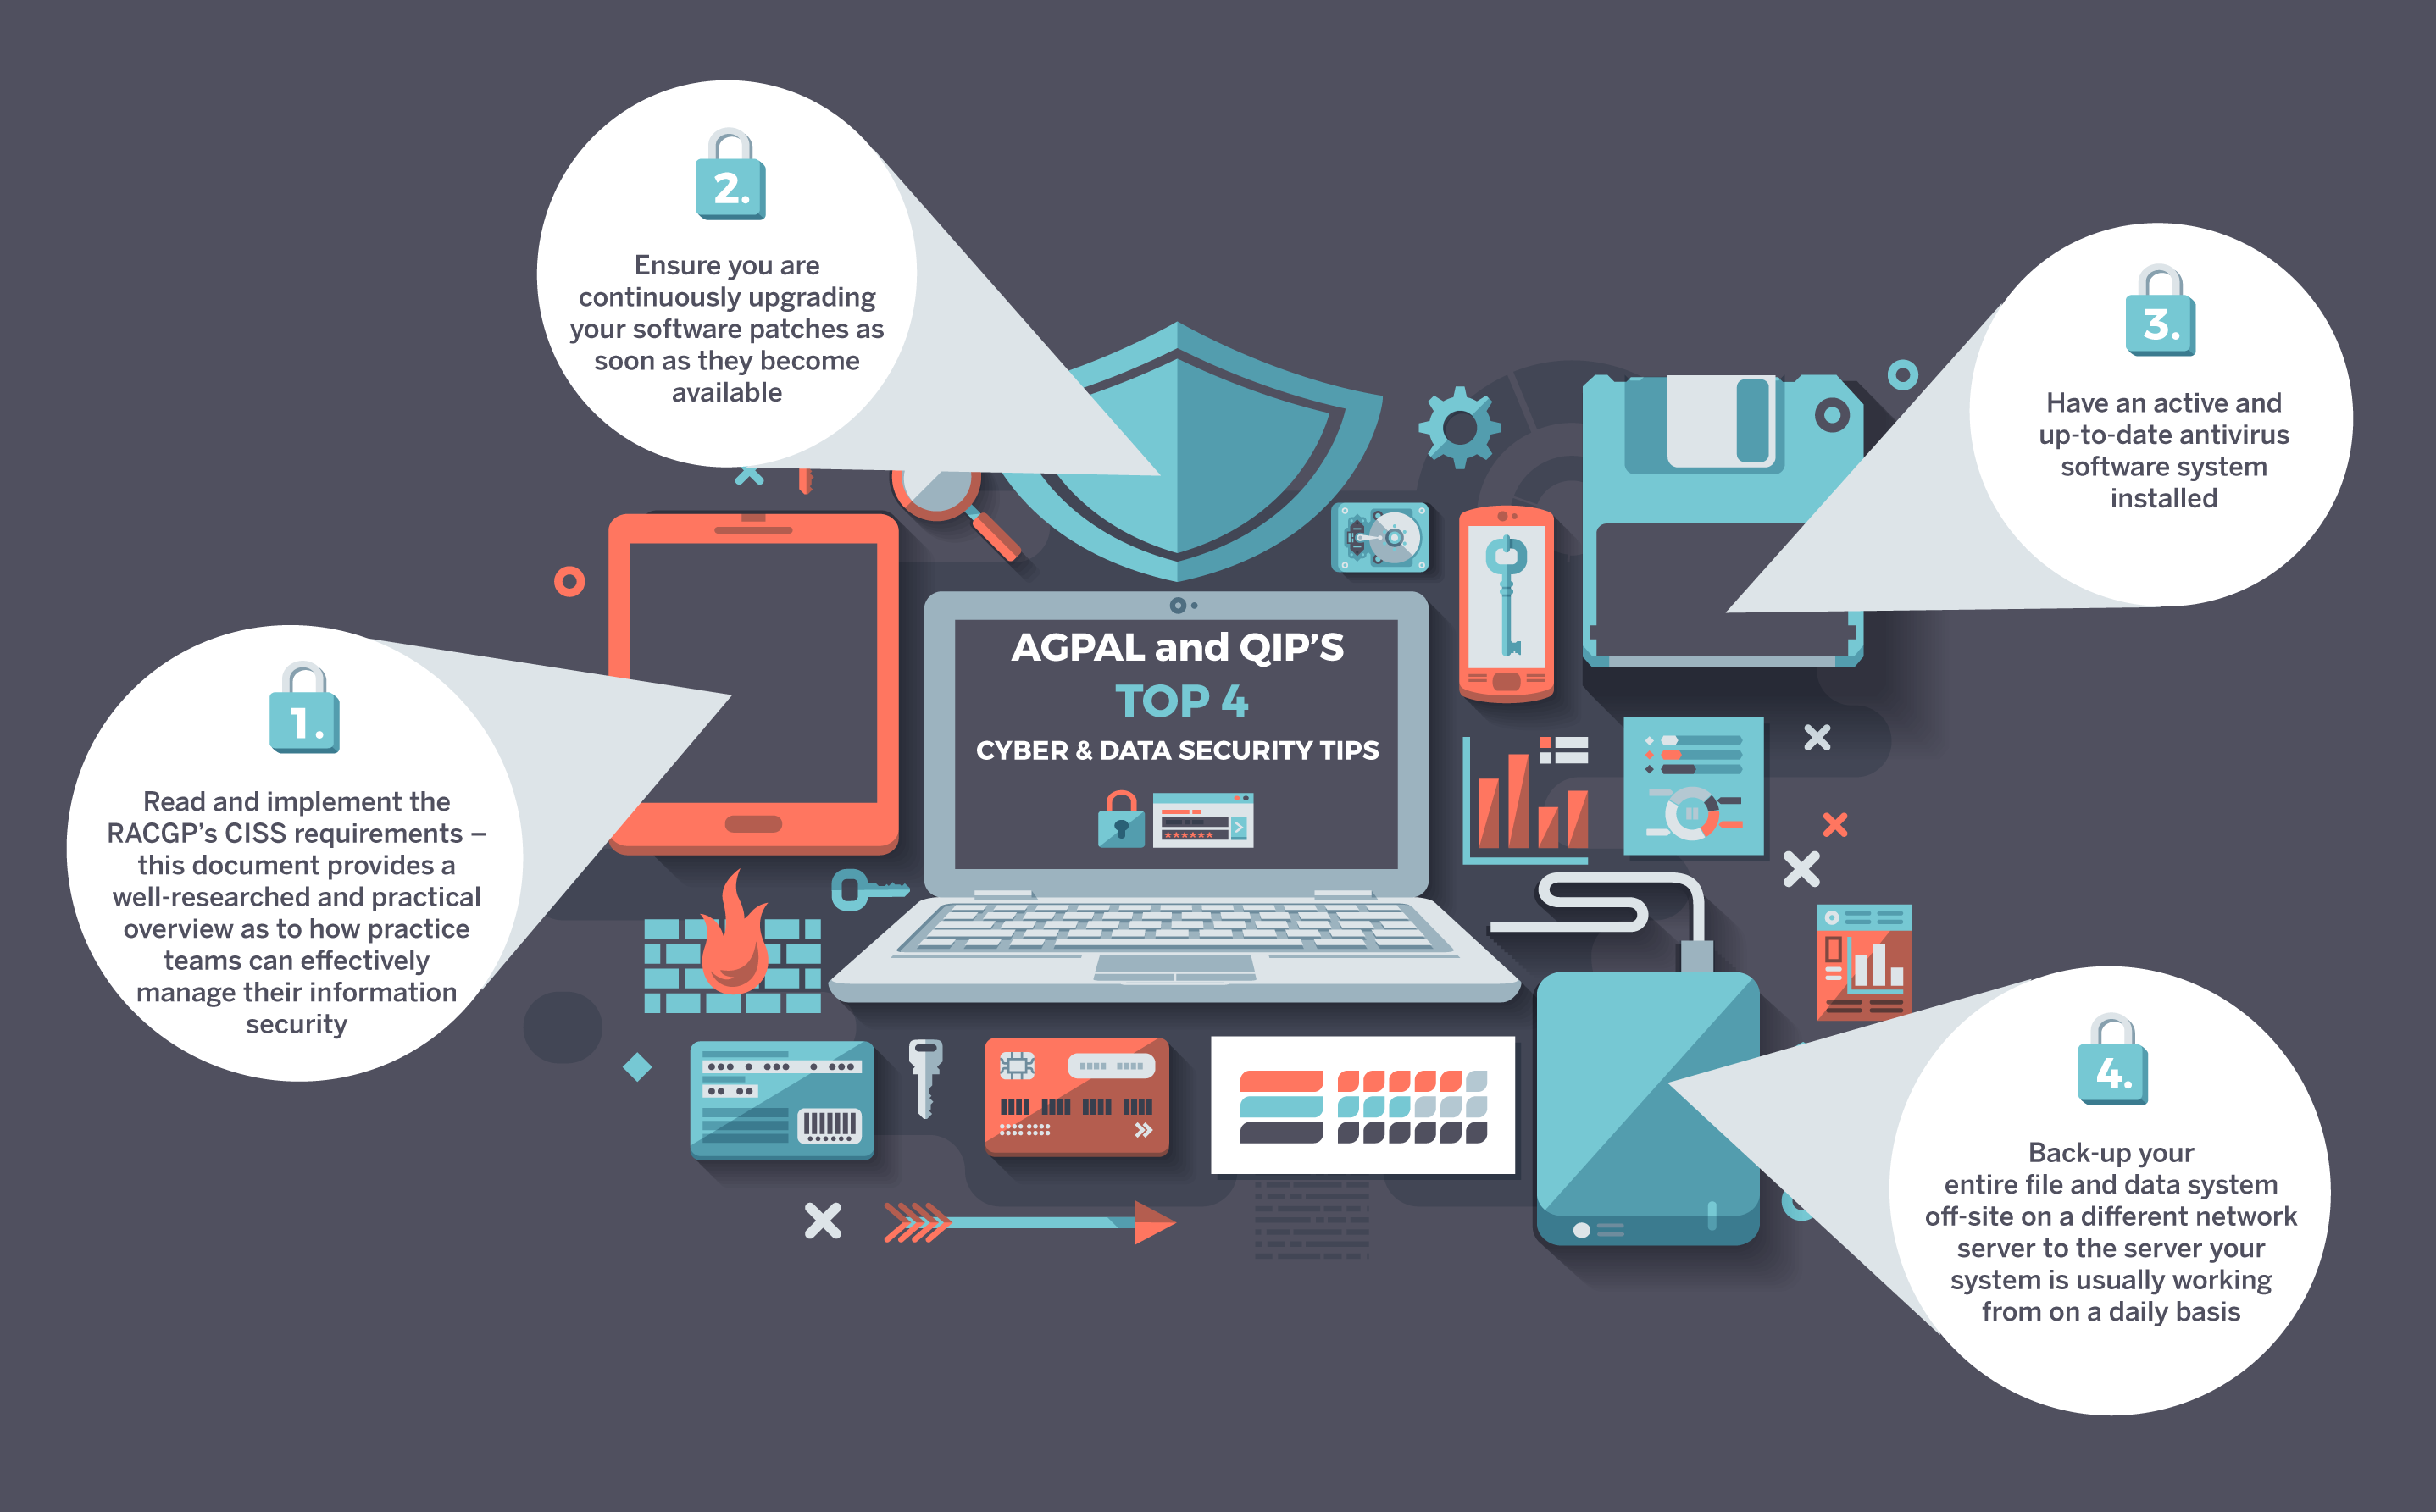 AGPAL and QIP'S
TOP 4
CYBER & DATA SECURITY TIPS
1.
Read and implement the
RACGP's CISS requirements –
this document provides a
well-researched and practical
overview as to how practice
teams can effectively
manage their information
security
2.
Ensure you are
continuously upgrading
your software patches as
soon as they become
available
3.
Have an active and
up-to-date antivirus
software system
installed
4.
Back-up your
entire file and data system
off-site on a different network
server to the server your
system is usually working
from on a daily basis